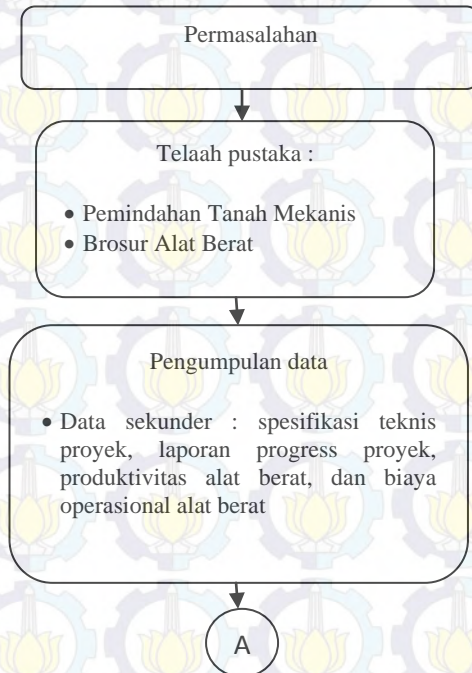 Permasalahan
Telaah pustaka :
• Pemindahan Tanah Mekanis
• Brosur Alat Berat
Pengumpulan data
• Data sekunder : spesifikasi teknis
proyek, laporan progress proyek,
produktivitas alat berat, dan biaya
operasional alat berat
A